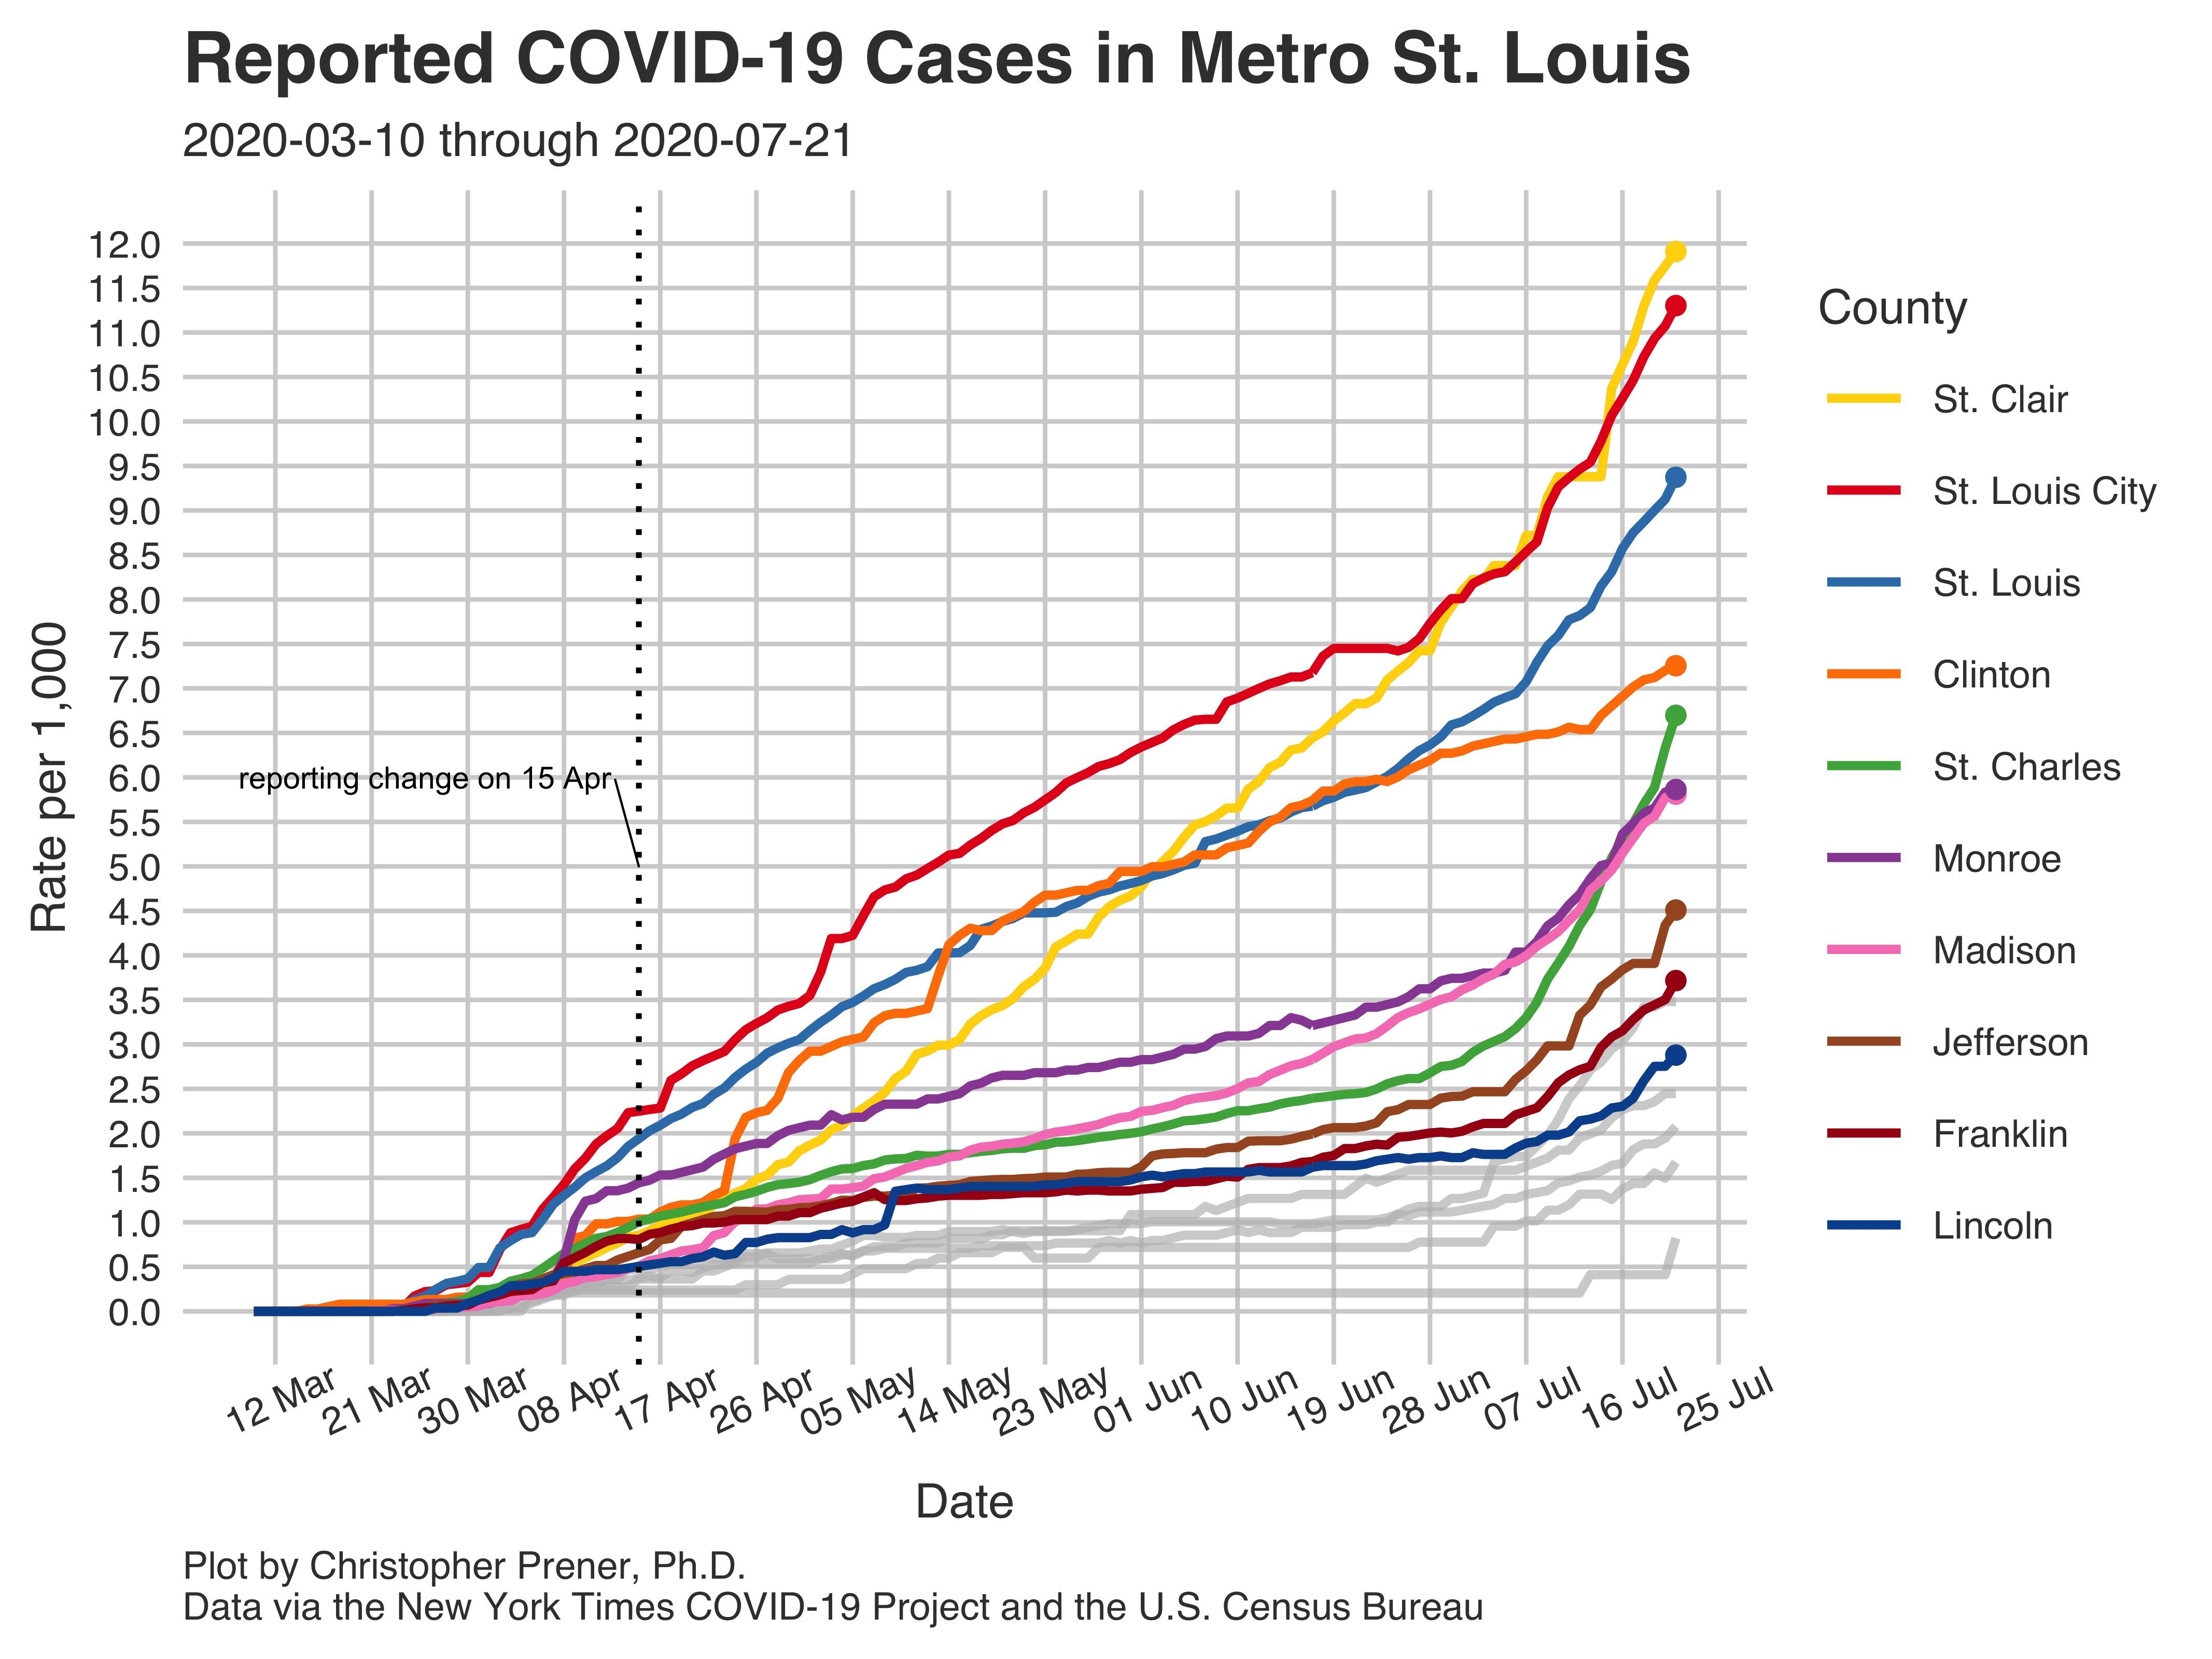 Reported COVID-19 Cases in Metro St. Louis
2020-03-10 through 2020-07-21
12.0
11.5
11.0
10.5
10.0
9.5
9.0
8.5
8.0
7.5
7.0
6.5
6.0
5.5
5.0
4.5
4.0
3.5
3.0
2.5
2.0
1.5
1.0
0.5
0.0
Rate per 1,000
reporting change on 15 Apr
12 Mar
21 Mar
30 Mar
08 Apr
17 Apr
26 Apr
05 May
14 May
23 May
01 Jun
10 Jun
19 Jun
28 Jun
07 Jul
16 Jul
25 Jul
Date
County
St. Clair
St. Louis City
St. Louis
Clinton
St. Charles
Monroe
Madison
Jefferson
Franklin
Lincoln
Plot by Christopher Prener, Ph.D.
Data via the New York Times COVID-19 Project and the U.S. Census Bureau